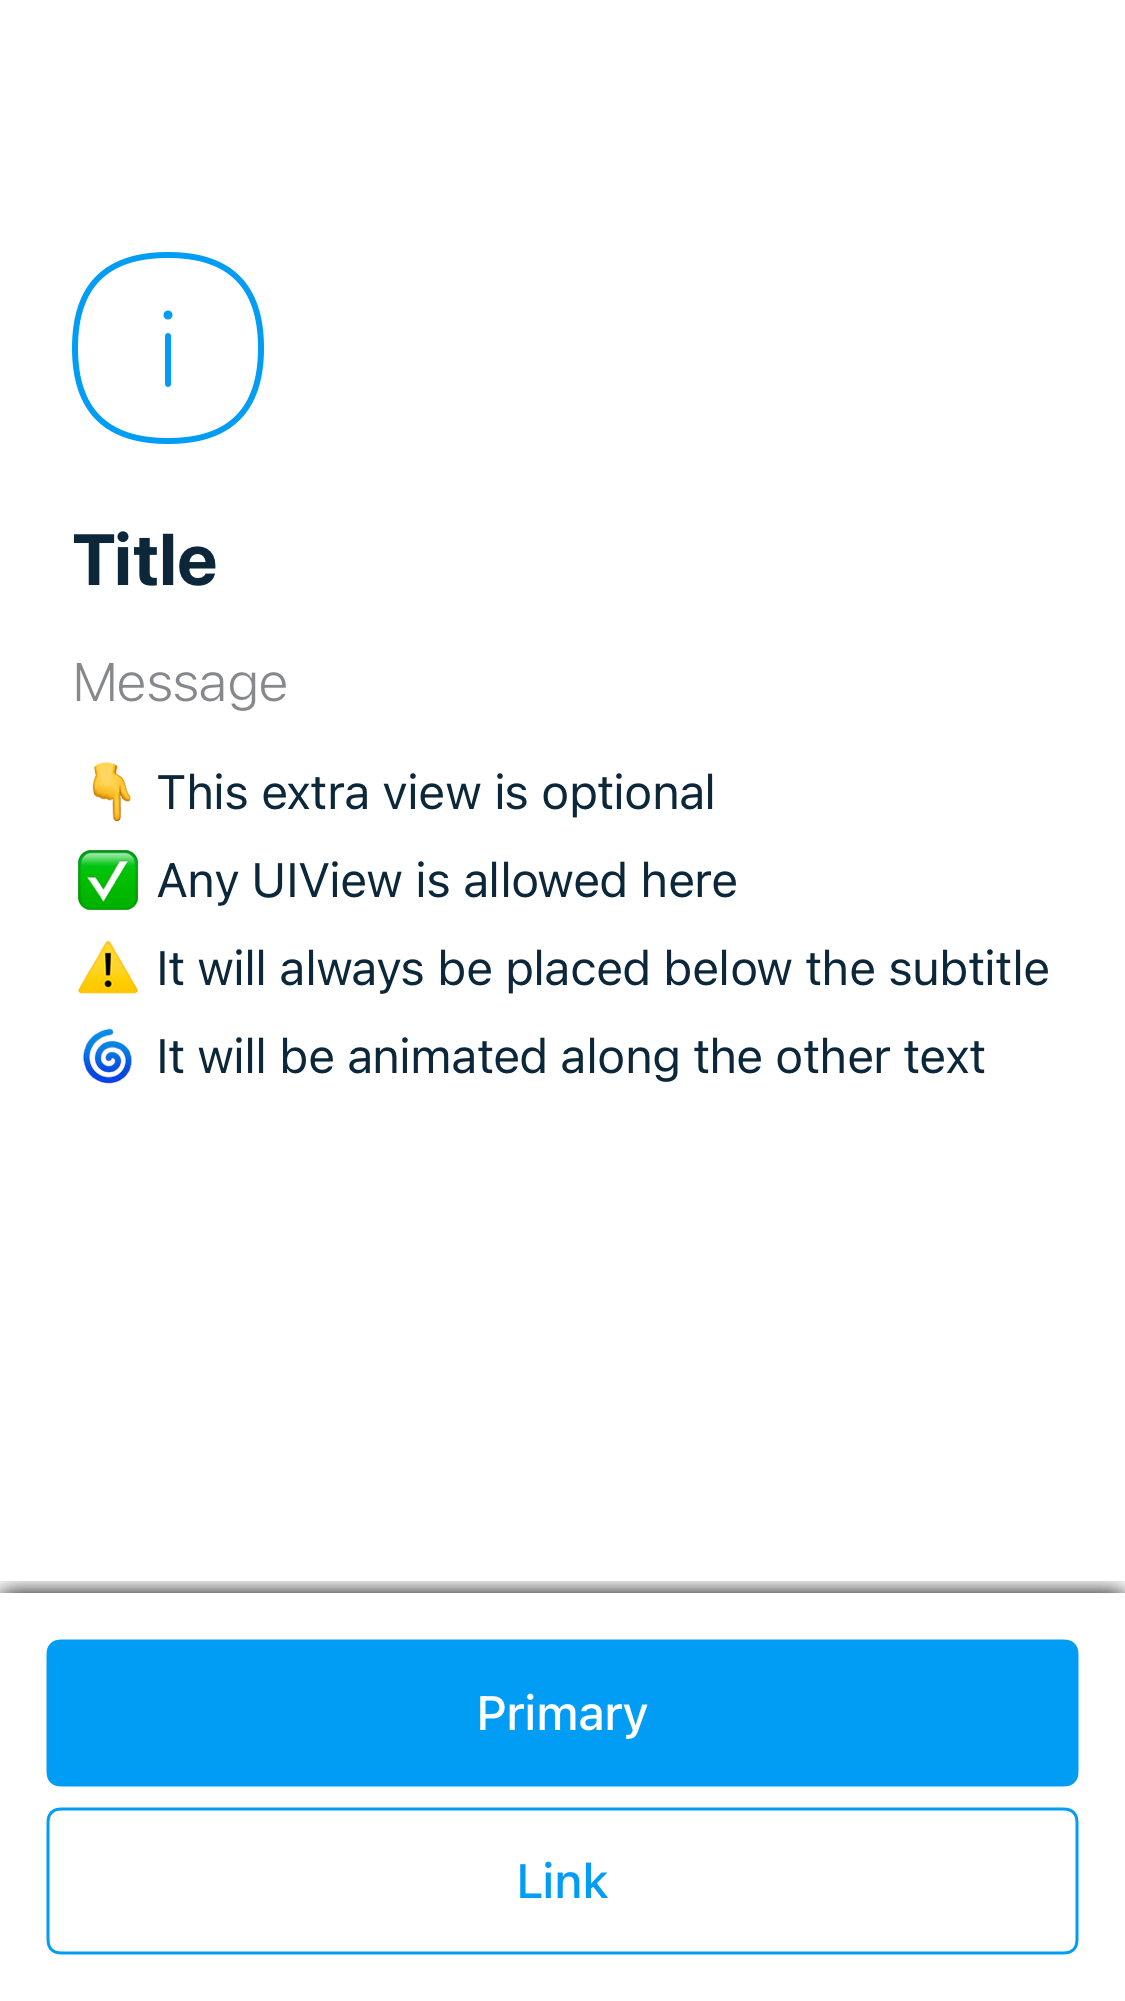 Title
Message
👇 This extra view is optional
✅ Any UIView is allowed here
⚠️ It will always be placed below the subtitle
🌀 It will be animated along the other text
Primary
Link